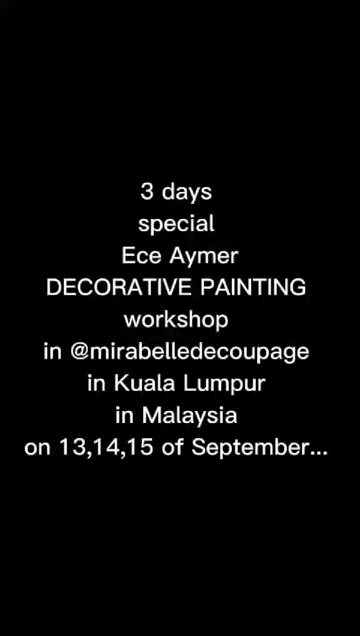 3 days
special
Ece Aymer
DECORATIVE PAINTING
workshop
in @mirabelledecoupage
in Kuala Lumpur
in Malaysia
on 13,14,15 of September...